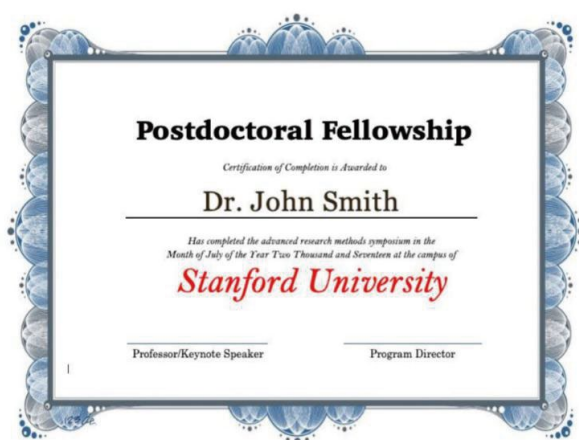 Postdoctoral Fellowship
Certification of Completion is Awarded to
Dr. John Smith
Has completed the advanced research methods symposium in the
Month of July of the Year Two Thousand and Seventeen at the campus of
Stanford University
Professor/Keynote Speaker Program Director